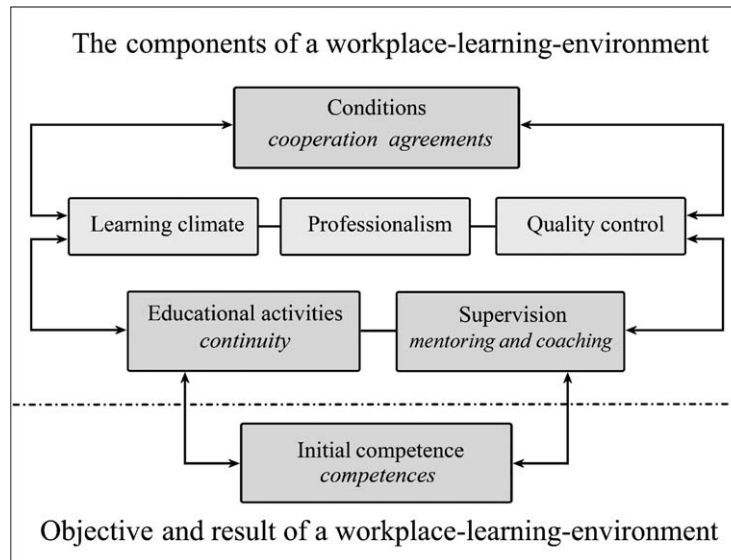 The components of a workplace-learning-environment
Conditions
cooperation agreements
Learning climate
Professionalism
Quality control
Educational activities
continuity
Supervision
mentoring and coaching
Initial competence
competences
Objective and result of a workplace-learning-environment